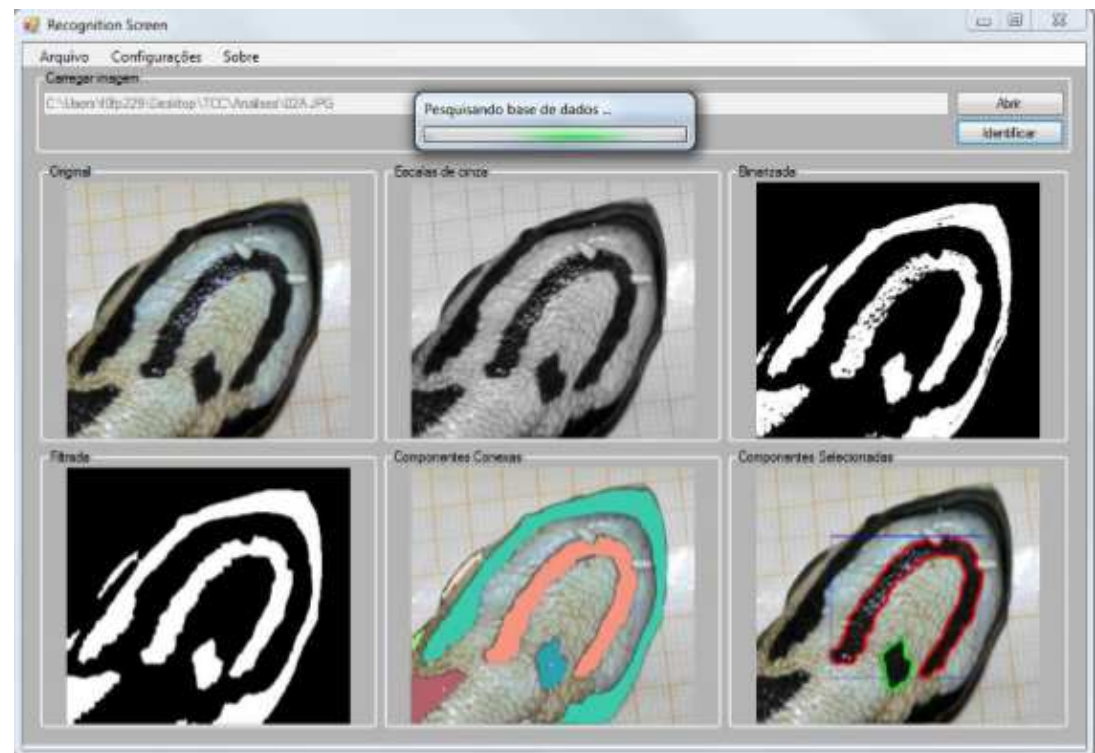 Recognition Screen
Arquivo Configurações Sobre
Carregar imagem
Pesquisando base de dados ...
Abrir
Identificar
Original
Escalas de cinza
Binarizada
Filtrada
Componentes Conexas
Componentes Selecionadas